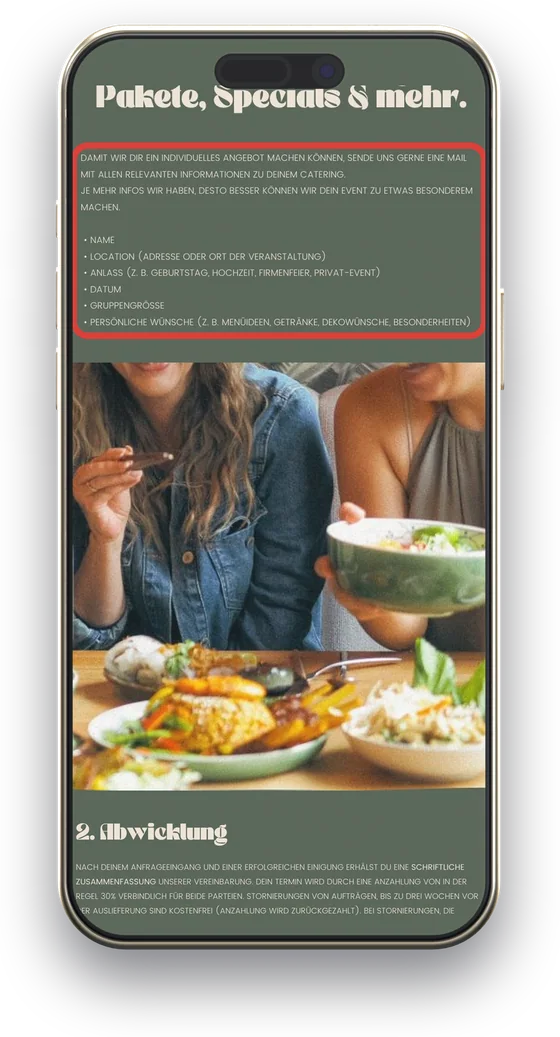 Pakete, Specials & mehr.
DAMIT WIR DIR EIN INDIVIDUELLES ANGEBOT MACHEN KÖNNEN, SENDE UNS GERNE EINE MAIL
MIT ALLEN RELEVANTEN INFORMATIONEN ZU DEINEM CATERING.
JE MEHR INFOS WIR HABEN, DESTO BESSER KÖNNEN WIR DEIN EVENT ZU ETWAS BESONDEREM
MACHEN.
• NAME
• LOCATION (ADRESSE ODER ORT DER VERANSTALTUNG)
• ANLASS (Z. B. GEBURTSTAG, HOCHZEIT, FIRMENFEIER, PRIVAT-EVENT)
• DATUM
• GRUPPENGRÖSSE
• PERSÖNLICHE WÜNSCHE (Z. B. MENÜIDEEN, GETRÄNKE, DEKOWÜNSCHE, BESONDERHEITEN)
2. Abwicklung
NACH DEINEM ANFRAGEEINGANG UND EINER ERFOLGREICHEN EINIGUNG ERHÄLST DU EINE SCHRIFTLICHE
ZUSAMMENFASSUNG UNSERER VEREINBARUNG. DEIN TERMIN WIRD DURCH EINE ANZAHLUNG VON IN DER
REGEL 30% VERBINDLICH FÜR BEIDE PARTEIEN. STORNIERUNGEN VON AUFTRÄGEN, BIS ZU DREI WOCHEN VOR
DER AUSLIEFERUNG SIND KOSTENFREI (ANZAHLUNG WIRD ZURÜCKGEZAHLT). BEI STORNIERUNGEN, DIE